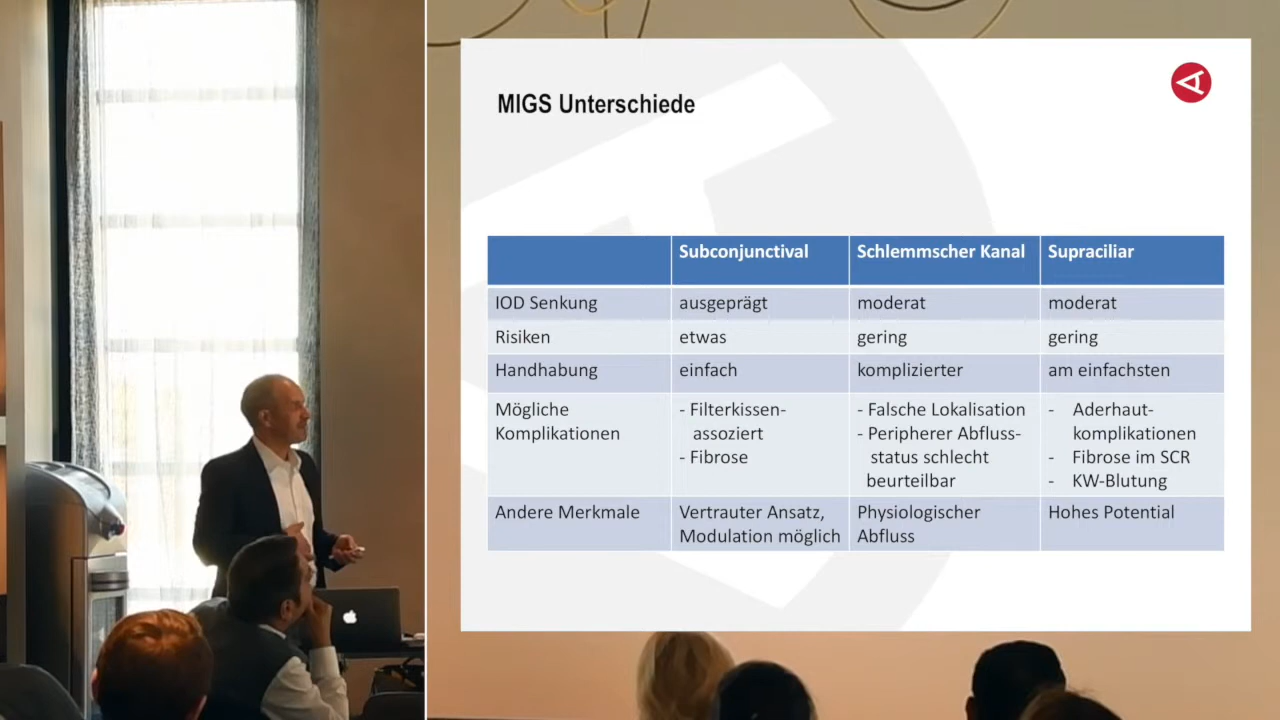 MIGS Unterschiede
Subconjunctival Schlemmscher Kanal Supraciliar
IOD Senkung ausgeprägt moderat moderat
Risiken etwas gering gering
Handhabung einfach komplizierter am einfachsten
Mögliche - Filterkissen- - Falsche Lokalisation - Aderhaut-
Komplikationen assoziert - Peripherer Abfluss- komplikationen
- Fibrose status schlecht - Fibrose im SCR
beurteilbar - KW-Blutung
Andere Merkmale Vertrauter Ansatz, Physiologischer Hohes Potential
Modulation möglich Abfluss